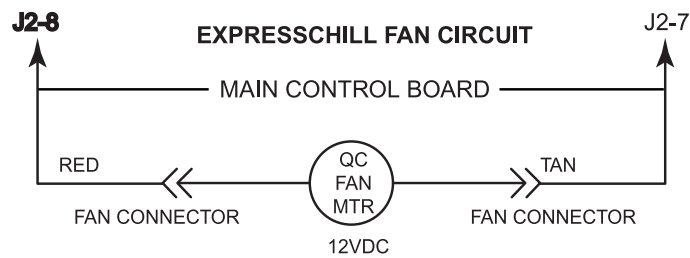 J2-8
EXPRESSCHILL FAN CIRCUIT
J2-7
MAIN CONTROL BOARD
RED
QC
FAN
MTR
TAN
FAN CONNECTOR
FAN CONNECTOR
12VDC